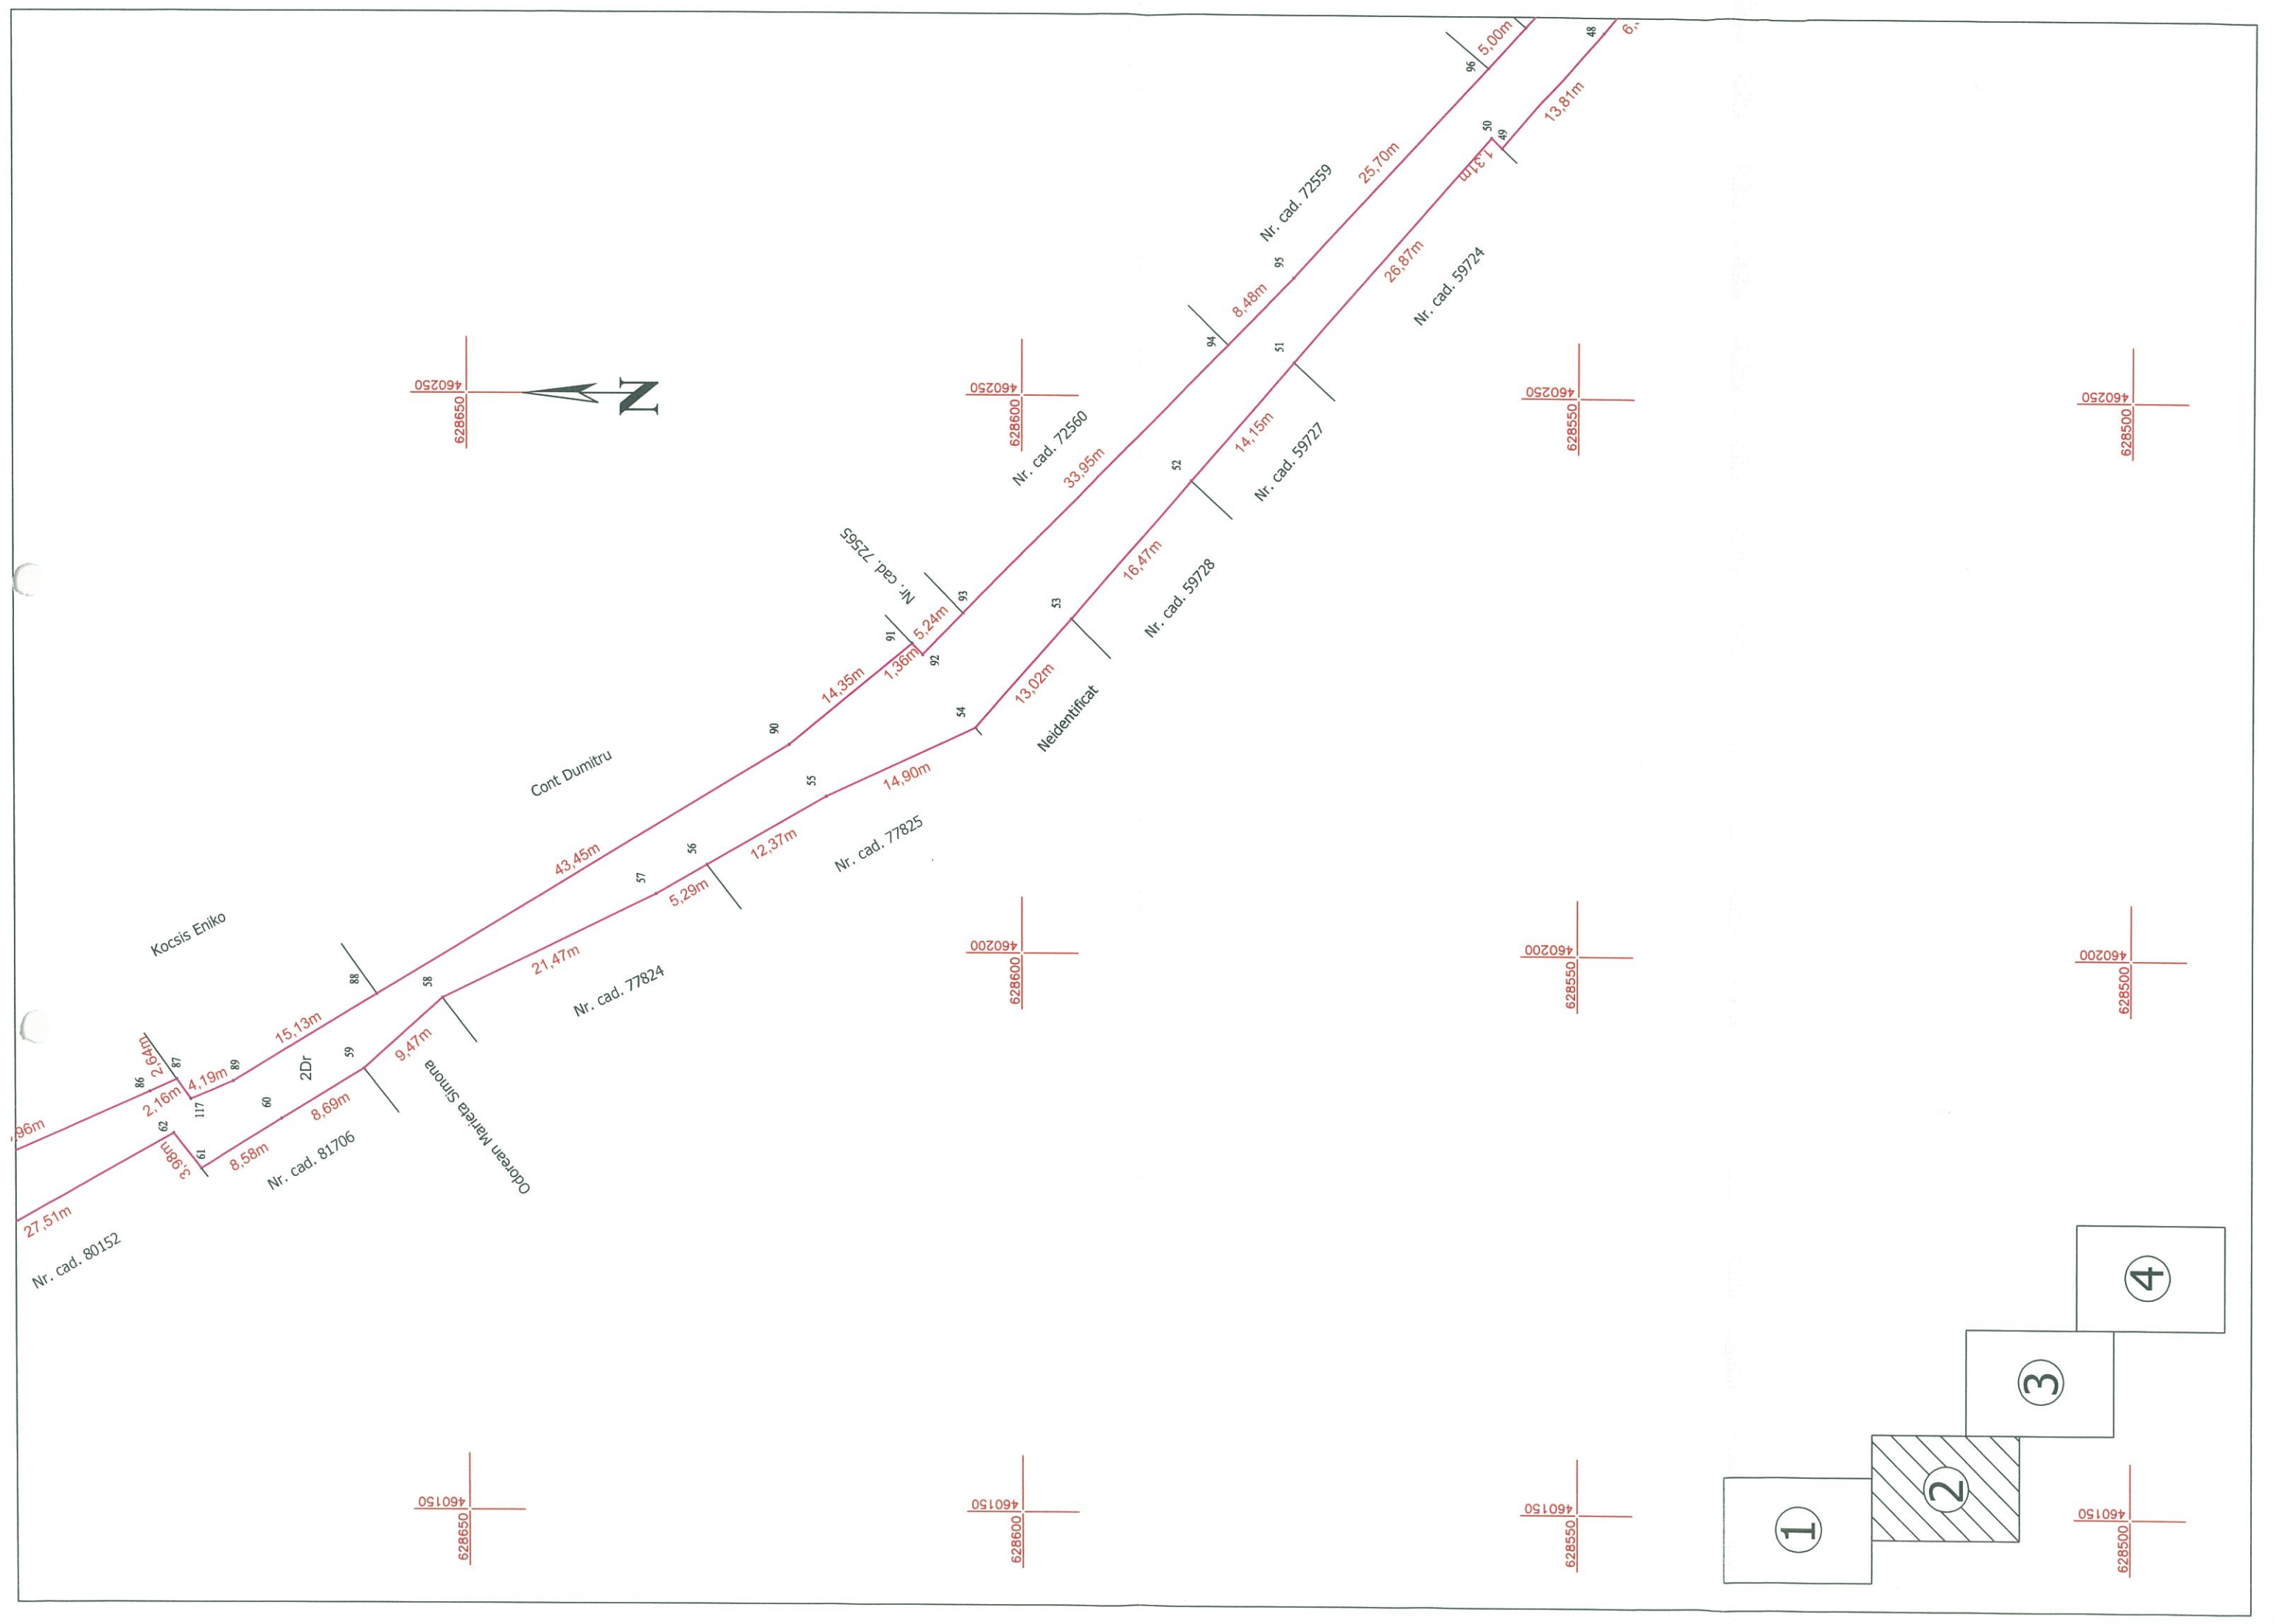 5,00m
96
48
13,81m
50
49
1,31m
25,70m
Nr. cad. 72559
95
26,87m
Nr. cad. 59724
8,48m
94
51
460250
628650
N
460250
628600
460250
628550
460250
628500
Nr. cad. 72560
33,95m
14,15m
Nr. cad. 59727
52
Nr. cad. 72565
16,47m
Nr. cad. 59728
93
53
5,24m
91
1,36m
92
14,35m
13,02m
Neidentificat
90
54
Cont Dumitru
55
14,90m
43,45m
56
12,37m
Nr. cad. 77825
57
5,29m
Kocsis Eniko
88
58
21,47m
Nr. cad. 77824
460200
628600
460200
628550
460200
628500
15,13m
2,64m
87
89
86
4,19m
2,16m
117
2Dr
59
9,47m
60
8,69m
Odorean Marieta Simona
,96m
62
61
3,98m
8,58m
Nr. cad. 81706
27,51m
Nr. cad. 80152
460150
628650
460150
628600
460150
628550
460150
628500
4
3
2
1